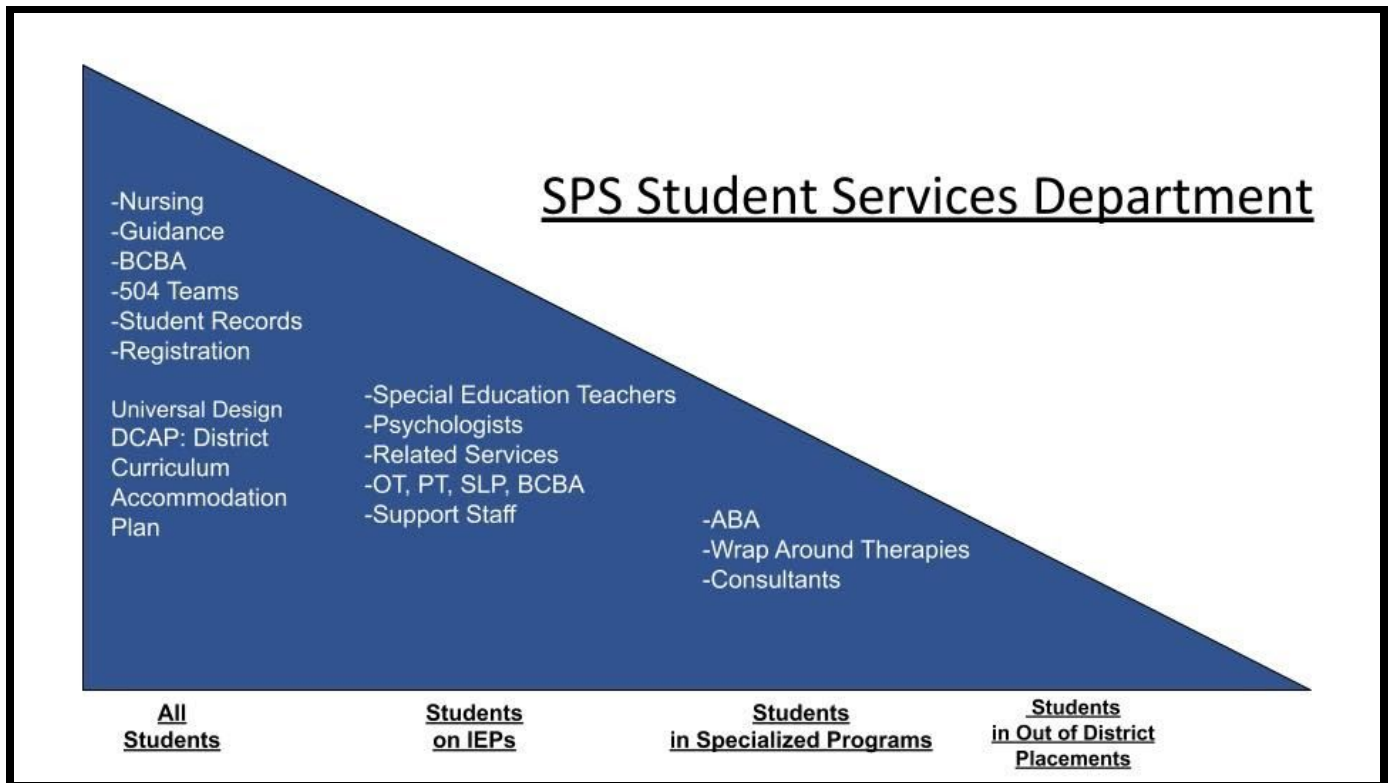 SPS Student Services Department
-Nursing
-Guidance
-BCBA
-504 Teams
-Student Records
-Registration
Universal Design
DCAP: District
Curriculum
Accommodation
Plan
-Special Education Teachers
-Psychologists
-Related Services
-OT, PT, SLP, BCBA
-Support Staff
-ABA
-Wrap Around Therapies
-Consultants
All
Students
Students
on IEPs
Students
in Specialized Programs
Students
in Out of District
Placements